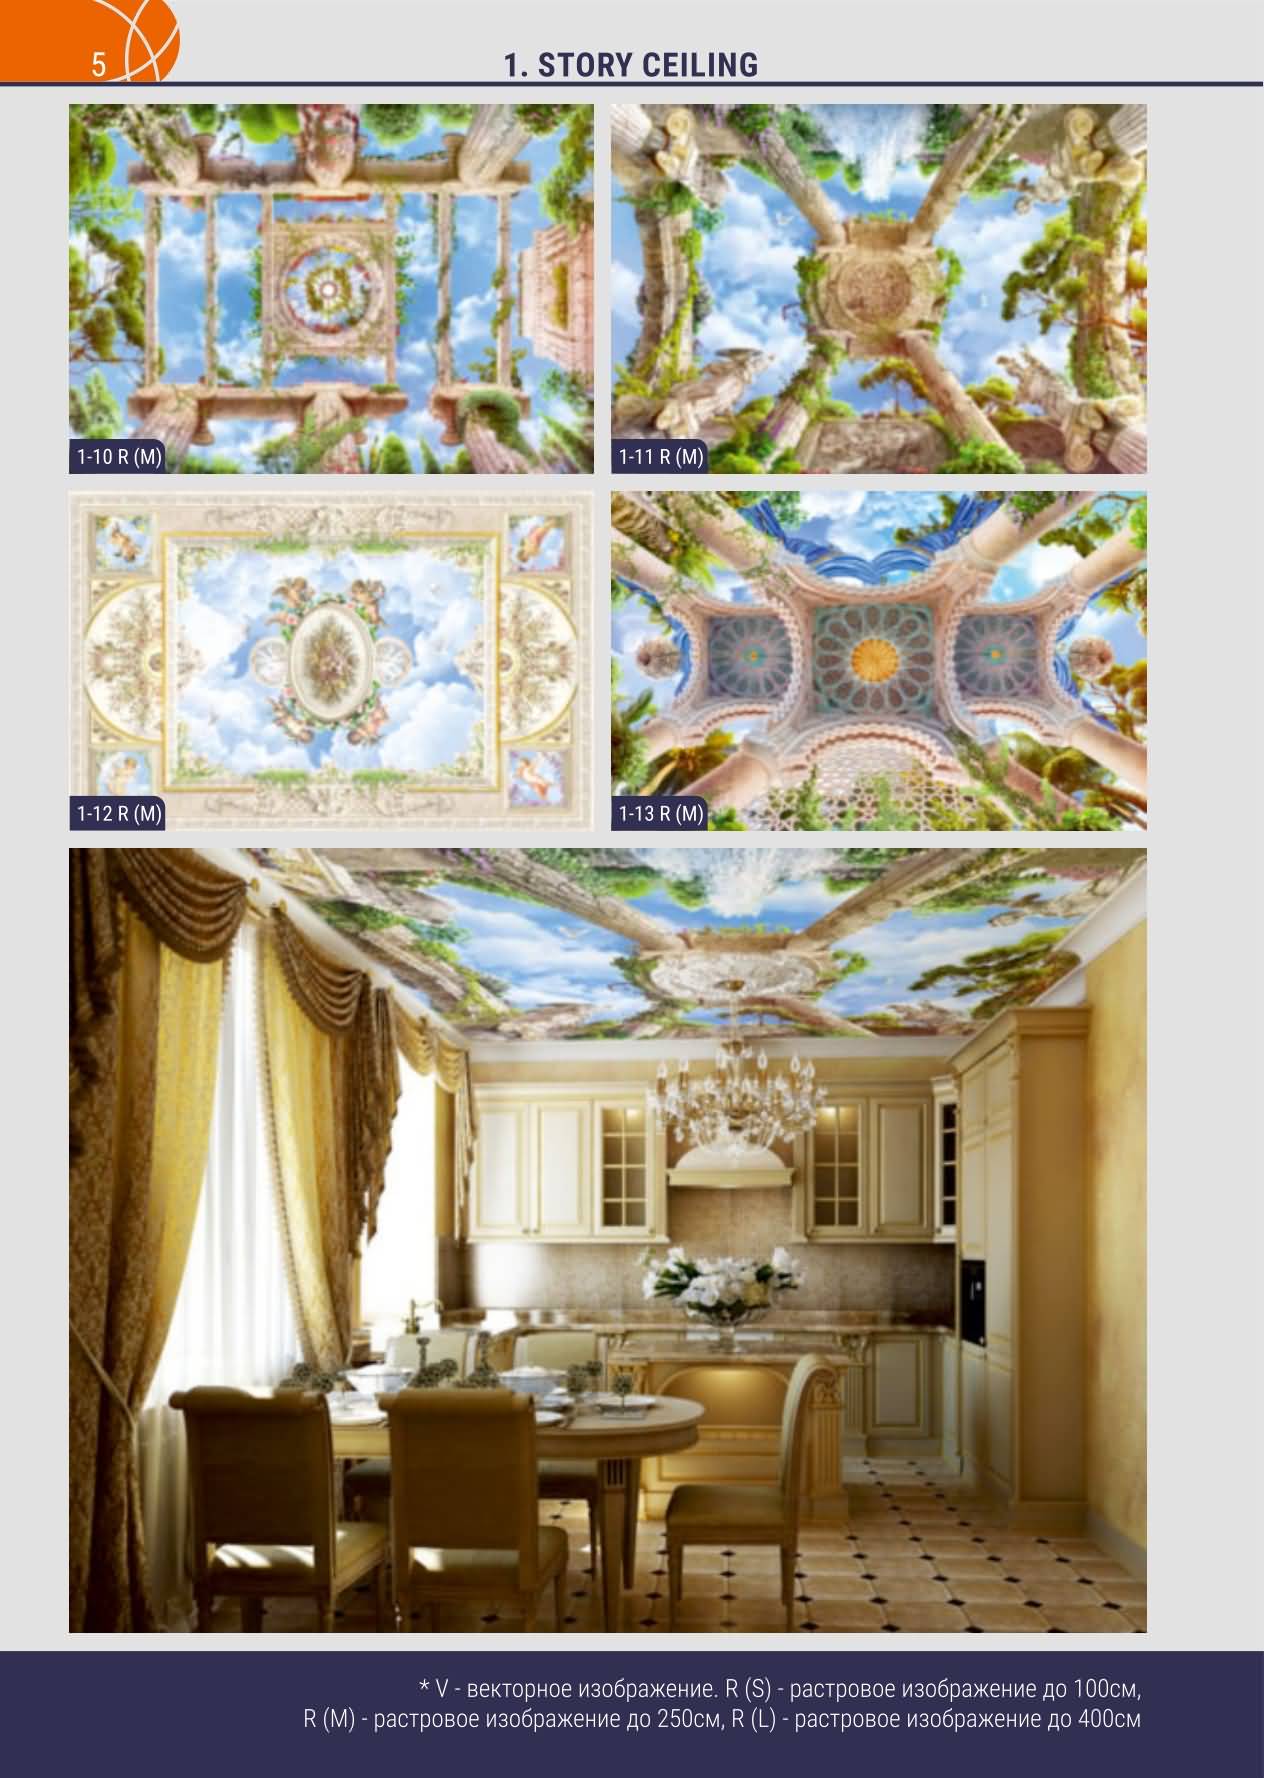 5
1. STORY CEILING
1-10 R (M)
1-11 R (M)
1-12 R (M)
1-13 R (M)
* V - векторное изображение. R (S) - растровое изображение до 100см,
R (M) - растровое изображение до 250см, R (L) - растровое изображение до 400см